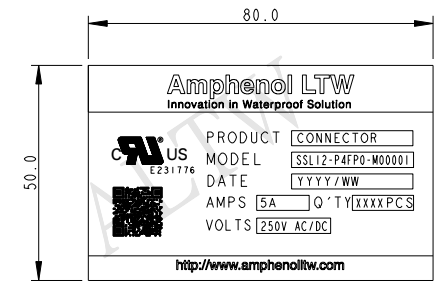 80.0
50.0
Amphenol LTW
Innovation in Waterproof Solution
C US
E231776
PRODUCT CONNECTOR
MODEL SSL12-P4FP0-M00001
DATE YYYY/WW
AMPS 5A Q'TY XXXXPCS
VOLTS 250V AC/DC
http://www.amphenolltw.com
ALTW